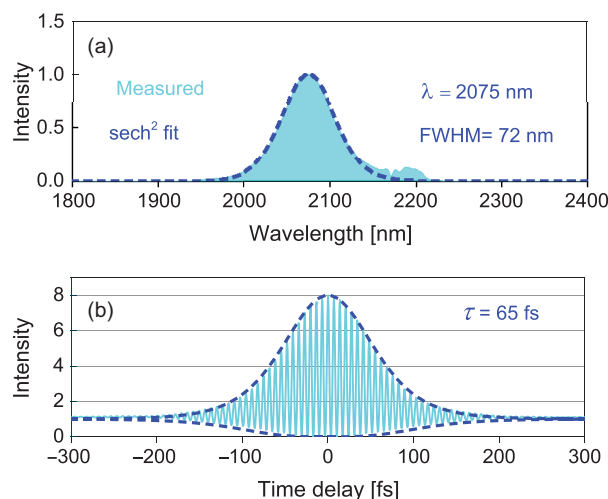 (a)
Measured
sech² fit
λ = 2075 nm
FWHM= 72 nm
Intensity
1.5
1.0
0.5
0.0
1800 1900 2000 2100 2200 2300 2400
Wavelength [nm]
(b)
τ = 65 fs
Intensity
8
6
4
2
0
–300 –200 –100 0 100 200 300
Time delay [fs]